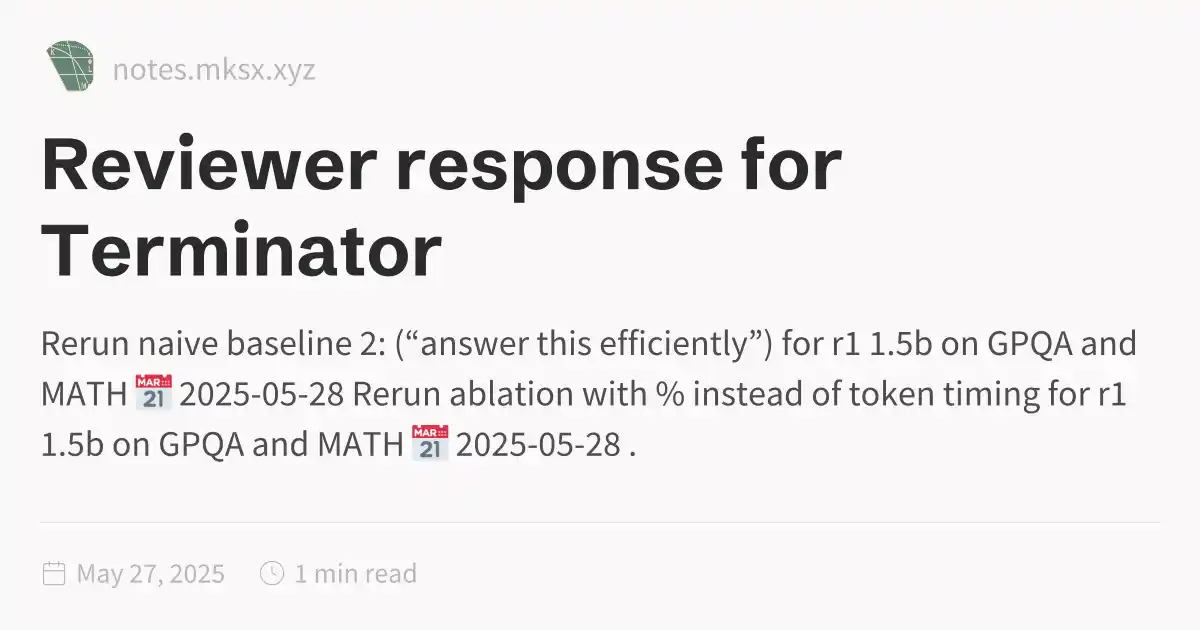 notes.mksx.xyz
Reviewer response for
Terminator
Rerun naive baseline 2: (“answer this efficiently”) for r1 1.5b on GPQA and
MATH 📅 2025-05-28 Rerun ablation with % instead of token timing for r1
1.5b on GPQA and MATH 📅 2025-05-28 .
May 27, 2025 1 min read